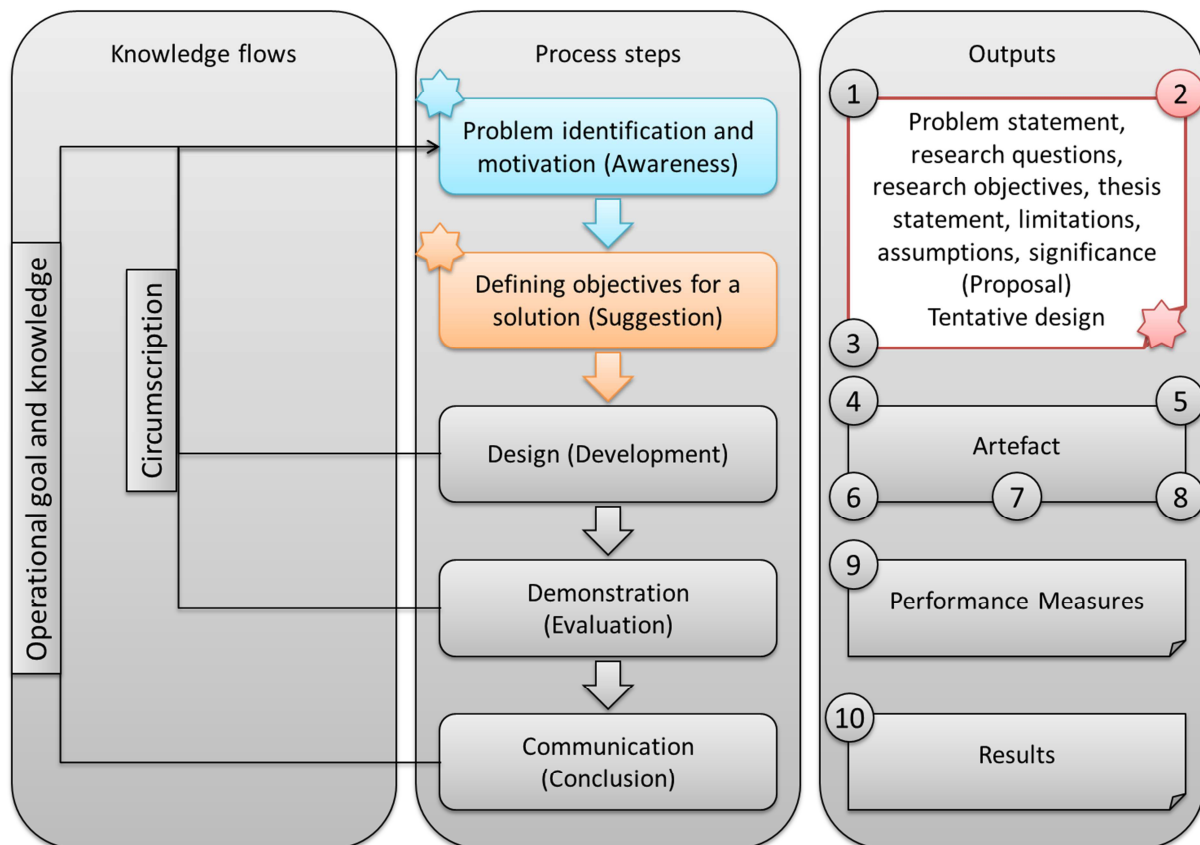 Knowledge flows
Operational goal and knowledge
Circumscription
Process steps
Problem identification and
motivation (Awareness)
Defining objectives for a
solution (Suggestion)
Design (Development)
Demonstration
(Evaluation)
Communication
(Conclusion)
Outputs
1
2
Problem statement,
research questions,
research objectives, thesis
statement, limitations,
assumptions, significance
(Proposal)
Tentative design
3
4
5
Artefact
6
7
8
9
Performance Measures
10
Results